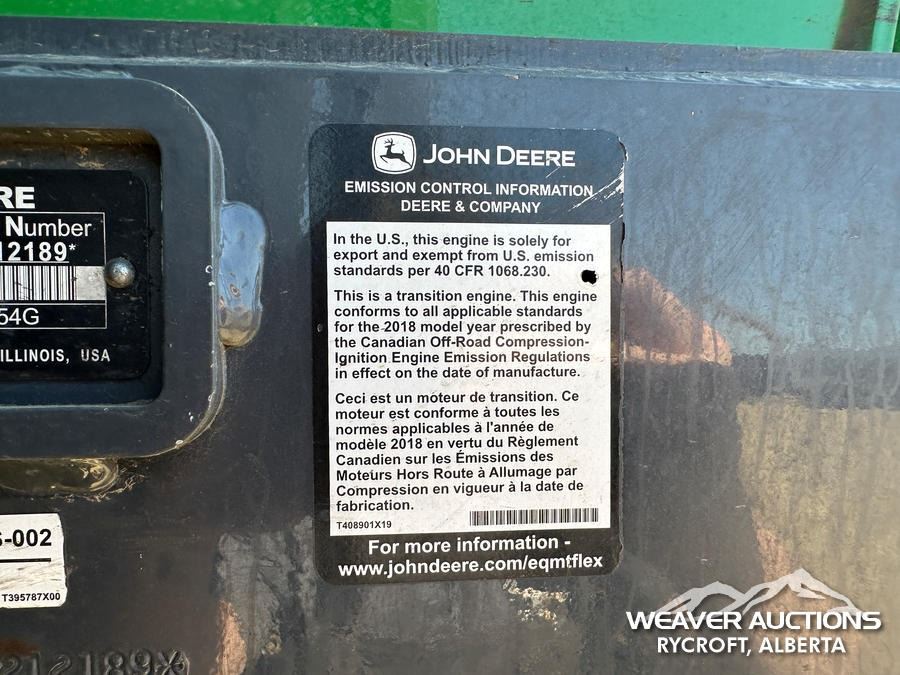 RE
Number
12189*
54G
ILLINOIS, USA
JOHN DEERE
EMISSION CONTROL INFORMATION
DEERE & COMPANY
In the U.S., this engine is solely for
export and exempt from U.S. emission
standards per 40 CFR 1068.230.
This is a transition engine. This engine
conforms to all applicable standards
for the 2018 model year prescribed by
the Canadian Off-Road Compression-
Ignition Engine Emission Regulations
in effect on the date of manufacture.
Ceci est un moteur de transition. Ce
moteur est conforme à toutes les
normes applicables à l'année de
modèle 2018 en vertu du Règlement
Canadien sur les Émissions des
Moteurs Hors Route à Allumage par
Compression en vigueur à la date de
fabrication.
T408901X19
For more information -
www.johndeere.com/eqmtflex
-002
T395787X00
212189*
WEAVER AUCTIONS
RYCROFT, ALBERTA